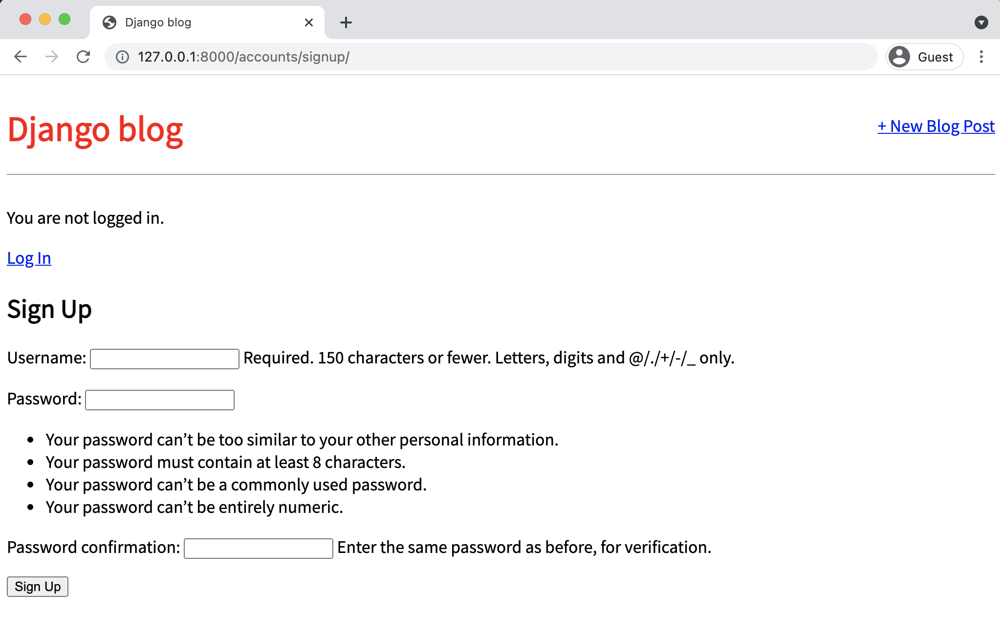 Django blog
127.0.0.1:8000/accounts/signup/
Guest
Django blog
+ New Blog Post
You are not logged in.
Log In
Sign Up
Username: Required. 150 characters or fewer. Letters, digits and @/./+/-/_ only.
Password:
• Your password can’t be too similar to your other personal information.
• Your password must contain at least 8 characters.
• Your password can’t be a commonly used password.
• Your password can’t be entirely numeric.
Password confirmation: Enter the same password as before, for verification.
Sign Up